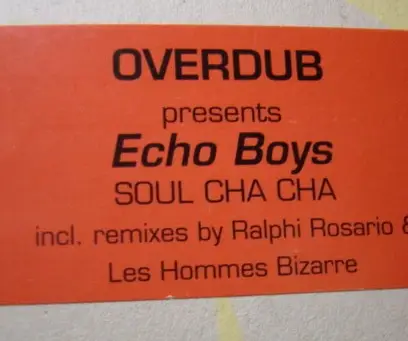 OVERDUB
presents
Echo Boys
SOUL CHA CHA
incl. remixes by Ralphi Rosario &
Les Hommes Bizarre